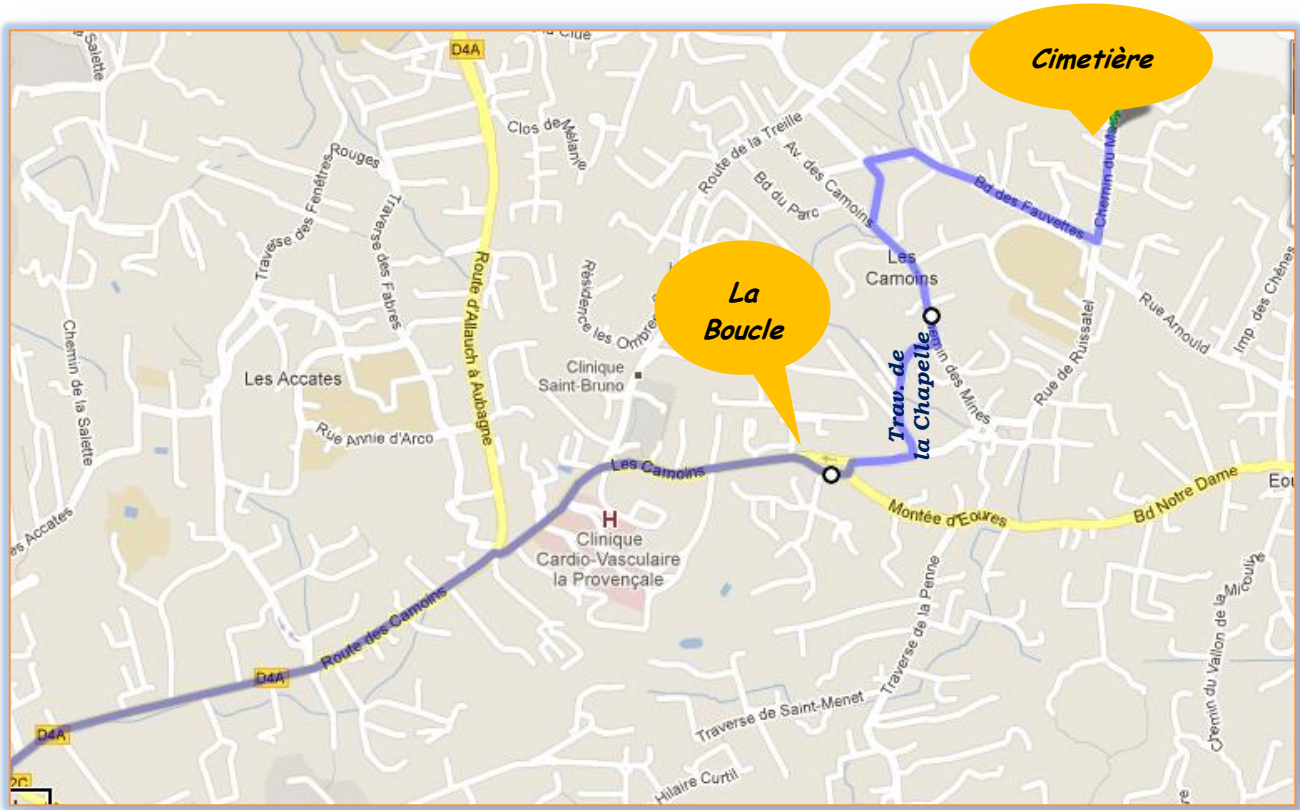 Cimetière
Salette
D4A
Clos de Mélanie
Route de la Treille
Av. des Camoins
Bd du Parc
Rouges
Traverse des Fenêtres
Traverse des Fabres
Bd des Fauvettes
Chemin du
Les
Camoins
La
Boucle
Résidence les
Route d'Allauch à Aubagne
Chemin de la Salette
Les Accates
Clinique
Saint-Bruno
Trav. de
la Chapelle
des Mines
Rue de Ruissatel
Rue Arnould
Imp. des Chênes
Rue Annie d'Arco
Les Camoins
H
Clinique
Cardio-Vasculaire
la Provençale
Montée d'Eoures
Bd Notre Dame
Accates
Route des Camoins
D4A
D4A
Traverse de la Penne
Traverse de Saint-Menet
Chemin du Vallon de la
Hilaire Curtil